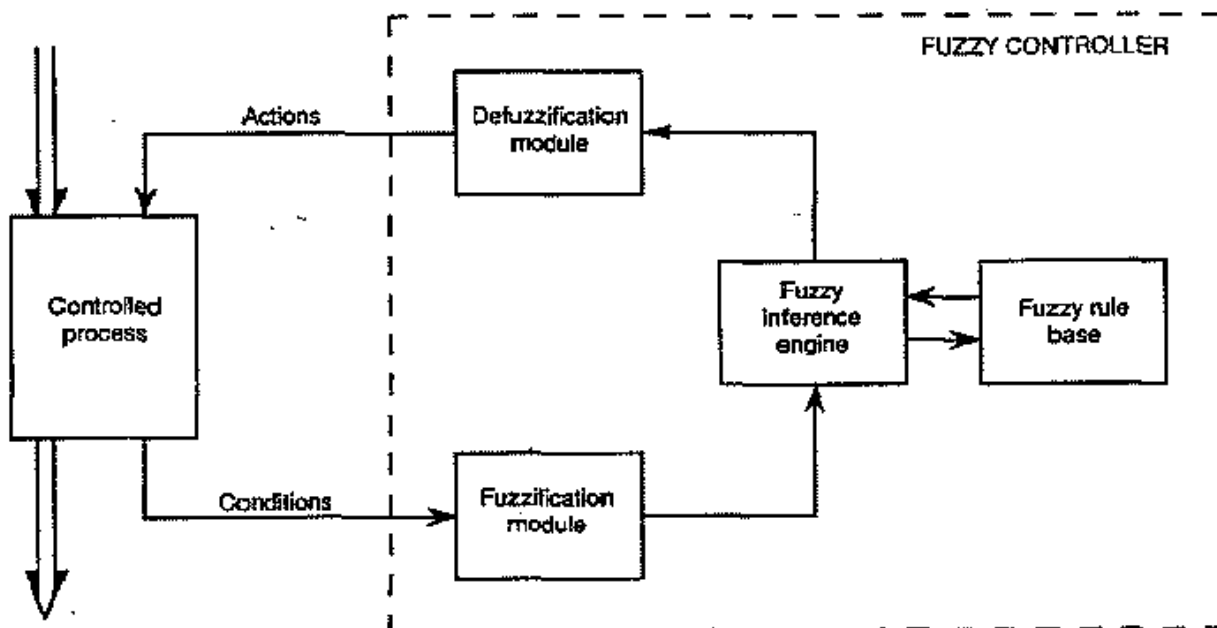 FUZZY CONTROLLER
Actions
Defuzzification
module
Controlled
process
Fuzzy
inference
engine
Fuzzy rule
base
Conditions
Fuzzification
module